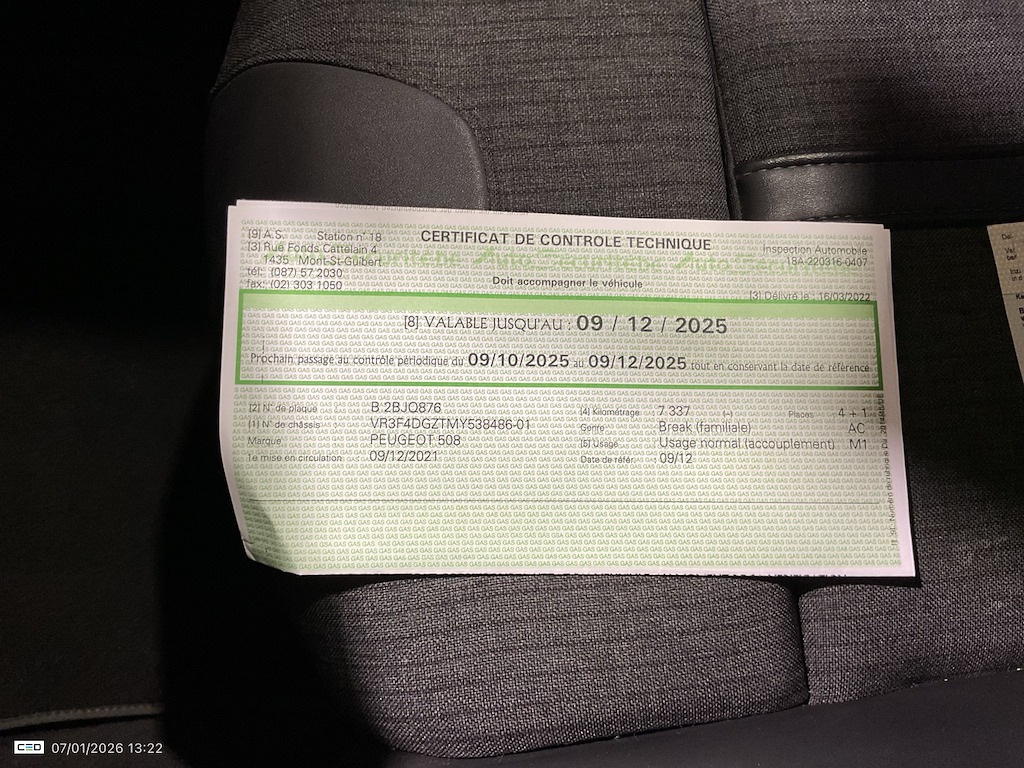 [9] A.S. Station n° 18
[3] Rue Fonds Cattelain 4
1435 Mont-St-Guibert
tél: (087) 57 2030
fax: (02) 303 1050
CERTIFICAT DE CONTROLE TECHNIQUE
Doit accompagner le véhicule
Inspection Automobile
18A-220316-0407
[3] Délivré le : 16/03/2022
[8] VALABLE JUSQU'AU : 09 / 12 / 2025
Prochain passage au contrôle périodique du 09/10/2025 au 09/12/2025 tout en conservant la date de référence
[2] N° de plaque B:2BJQ876
[1] N° de châssis VR3F4DGZTMY538486-01
Marque PEUGEOT 508
1e mise en circulation 09/12/2021
[4] Kilométrage 7 337 (-) Places 4 + 1
Genre Break (familiale) AC
[5] Usage Usage normal (accouplement) M1
Date de référ. 09/12
CEO 07/01/2026 13:22